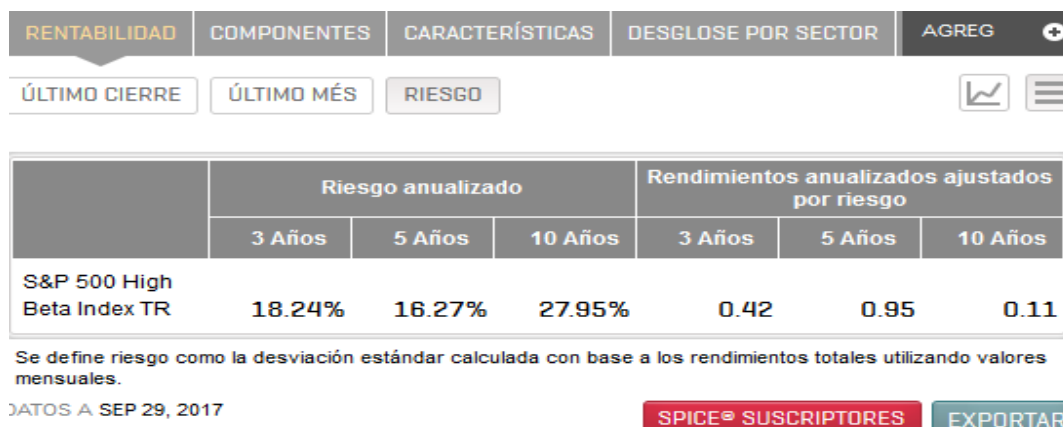 RENTABILIDAD COMPONENTES CARACTERÍSTICAS DESGLOSE POR SECTOR AGREG
ÚLTIMO CIERRE ÚLTIMO MÉS RIESGO
Riesgo anualizado Rendimientos anualizados ajustados
por riesgo
3 Años 5 Años 10 Años 3 Años 5 Años 10 Años
S&P 500 High
Beta Index TR 18.24% 16.27% 27.95% 0.42 0.95 0.11
Se define riesgo como la desviación estándar calculada con base a los rendimientos totales utilizando valores
mensuales.
DATOS A SEP 29, 2017
SPICE® SUSCRIPTORES EXPORTAR